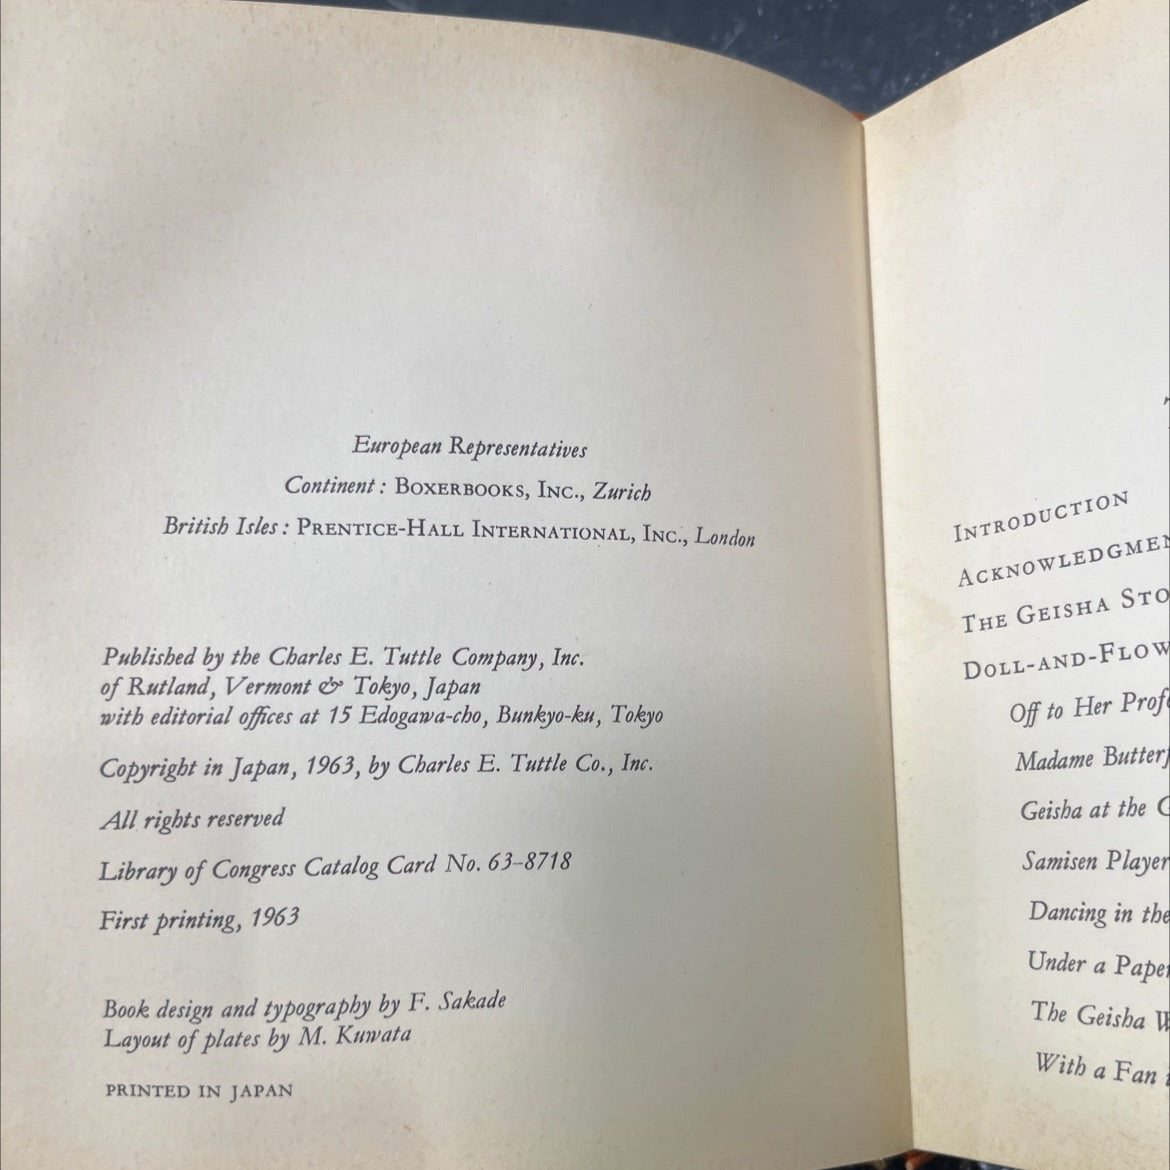 European Representatives
Continent: BOXERBOOKS, INC., Zurich
British Isles: PRENTICE-HALL INTERNATIONAL, INC., London
Published by the Charles E. Tuttle Company, Inc.
of Rutland, Vermont & Tokyo, Japan
with editorial offices at 15 Edogawa-cho, Bunkyo-ku, Tokyo
Copyright in Japan, 1963, by Charles E. Tuttle Co., Inc.
All rights reserved
Library of Congress Catalog Card No. 63-8718
First printing, 1963
Book design and typography by F. Sakade
Layout of plates by M. Kuwata
PRINTED IN JAPAN
INTRODUCTION
THE GEISHA
Off to Her
Madame
Geisha at the
Samisen Player
Dancing in the
Under a
The Geisha
With a Fan